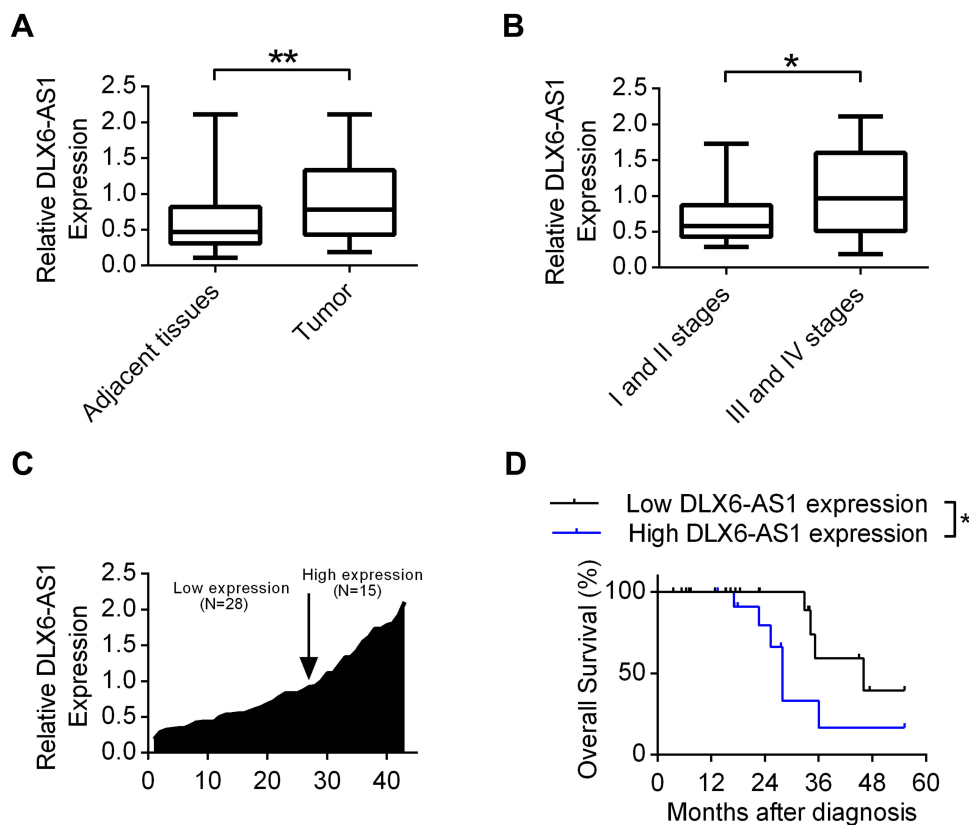 A
**
Relative DLX6-AS1
Expression
2.5
2.0
1.5
1.0
0.5
0.0
Adjacent tissues
Tumor
B
*
Relative DLX6-AS1
Expression
2.5
2.0
1.5
1.0
0.5
0.0
I and II stages
III and IV stages
C
Relative DLX6-AS1
Expression
2.5
2.0
1.5
1.0
0.5
0.0
Low expression
(N=28)
High expression
(N=15)
0 10 20 30 40
D
Low DLX6-AS1 expression
High DLX6-AS1 expression
*
Overall Survival (%)
100
50
0
0 12 24 36 48 60
Months after diagnosis